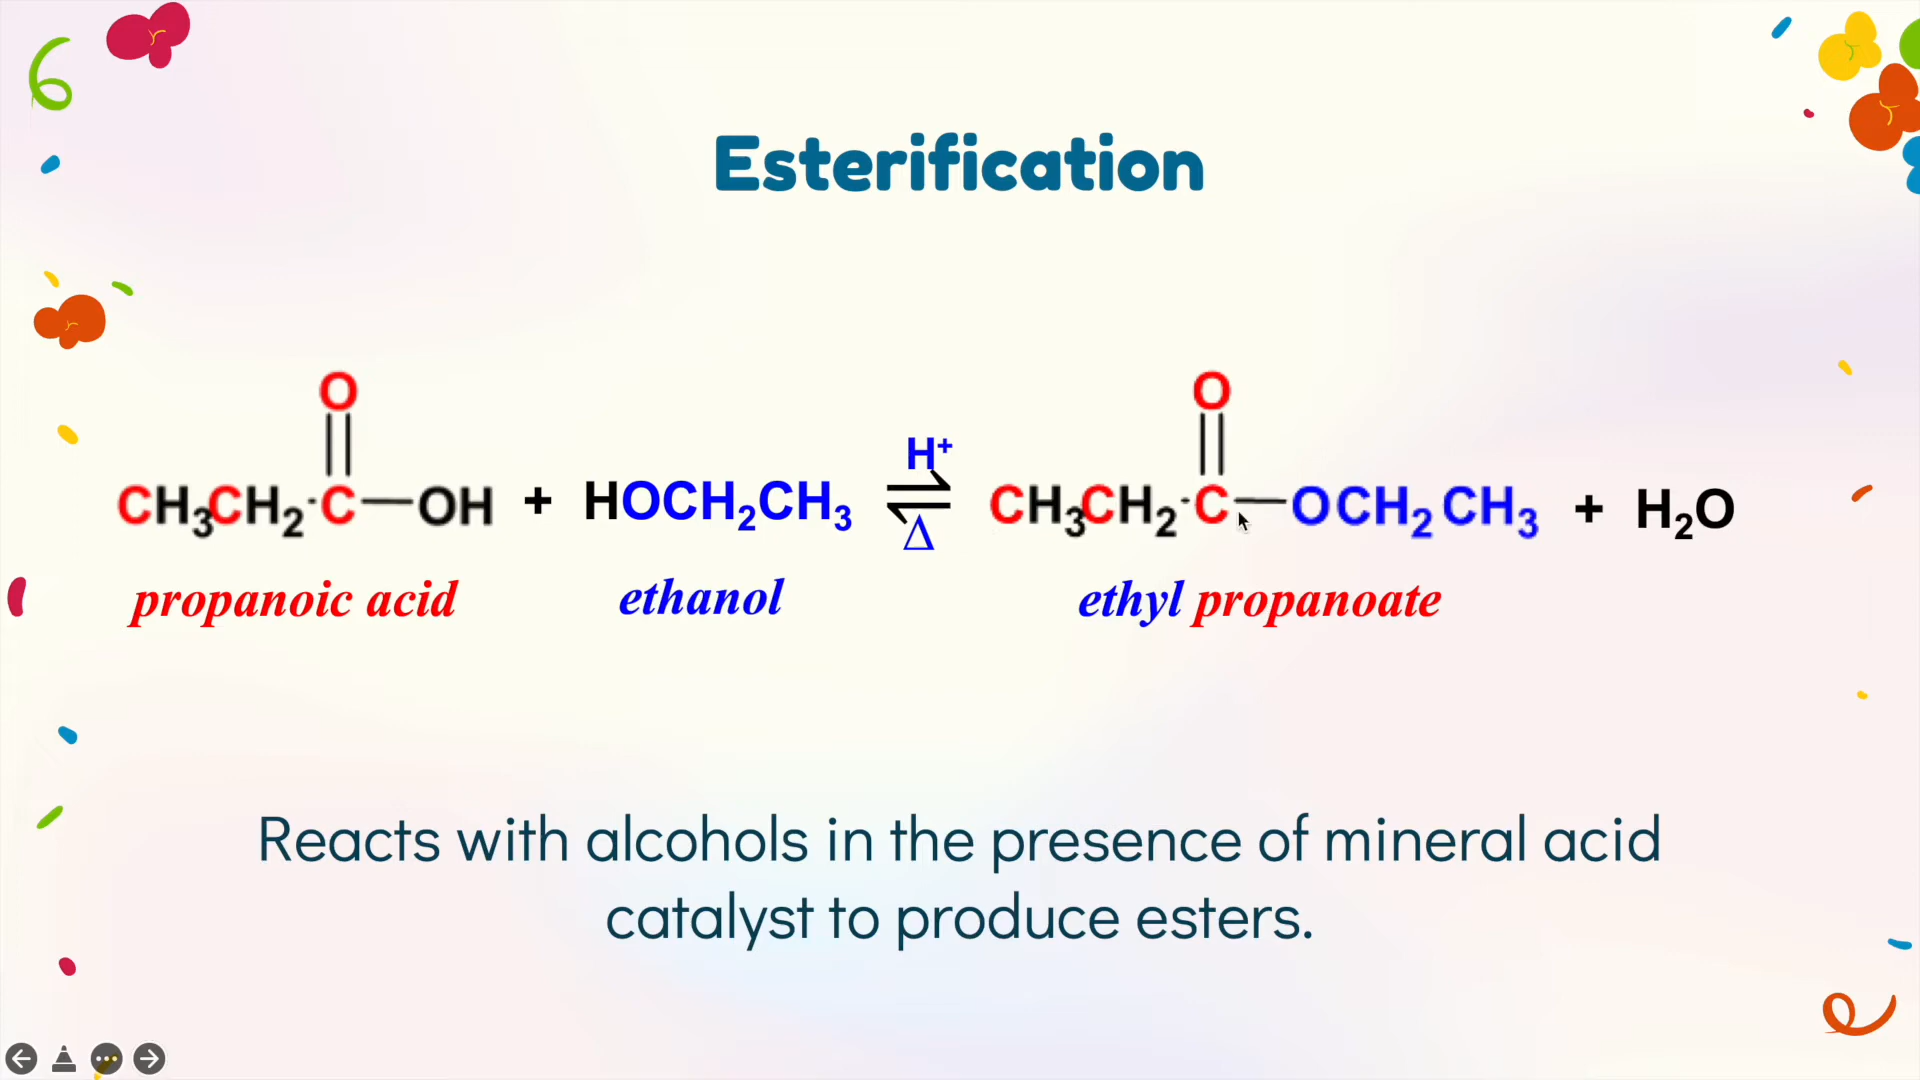 Esterification
O
O
H⁺
CH₃CH₂-C—OH + HOCH₂CH₃ ⇌ CH₃CH₂-C—OCH₂CH₃ + H₂O
Δ
propanoic acid ethanol ethyl propanoate
Reacts with alcohols in the presence of mineral acid
catalyst to produce esters.